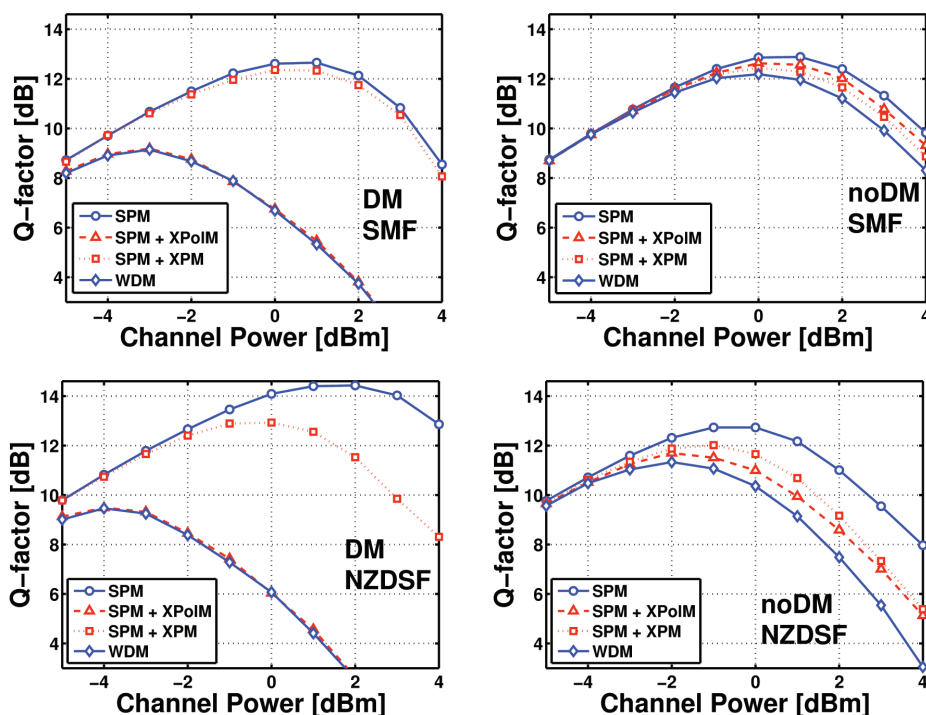 14
12
10
8
6
4
Q-factor [dB]
DM
SMF
SPM
SPM + XPolM
SPM + XPM
WDM
−4 −2 0 2 4
Channel Power [dBm]
14
12
10
8
6
4
Q-factor [dB]
noDM
SMF
SPM
SPM + XPolM
SPM + XPM
WDM
−4 −2 0 2 4
Channel Power [dBm]
14
12
10
8
6
4
Q-factor [dB]
DM
NZDSF
SPM
SPM + XPolM
SPM + XPM
WDM
−4 −2 0 2 4
Channel Power [dBm]
14
12
10
8
6
4
Q-factor [dB]
noDM
NZDSF
SPM
SPM + XPolM
SPM + XPM
WDM
−4 −2 0 2 4
Channel Power [dBm]